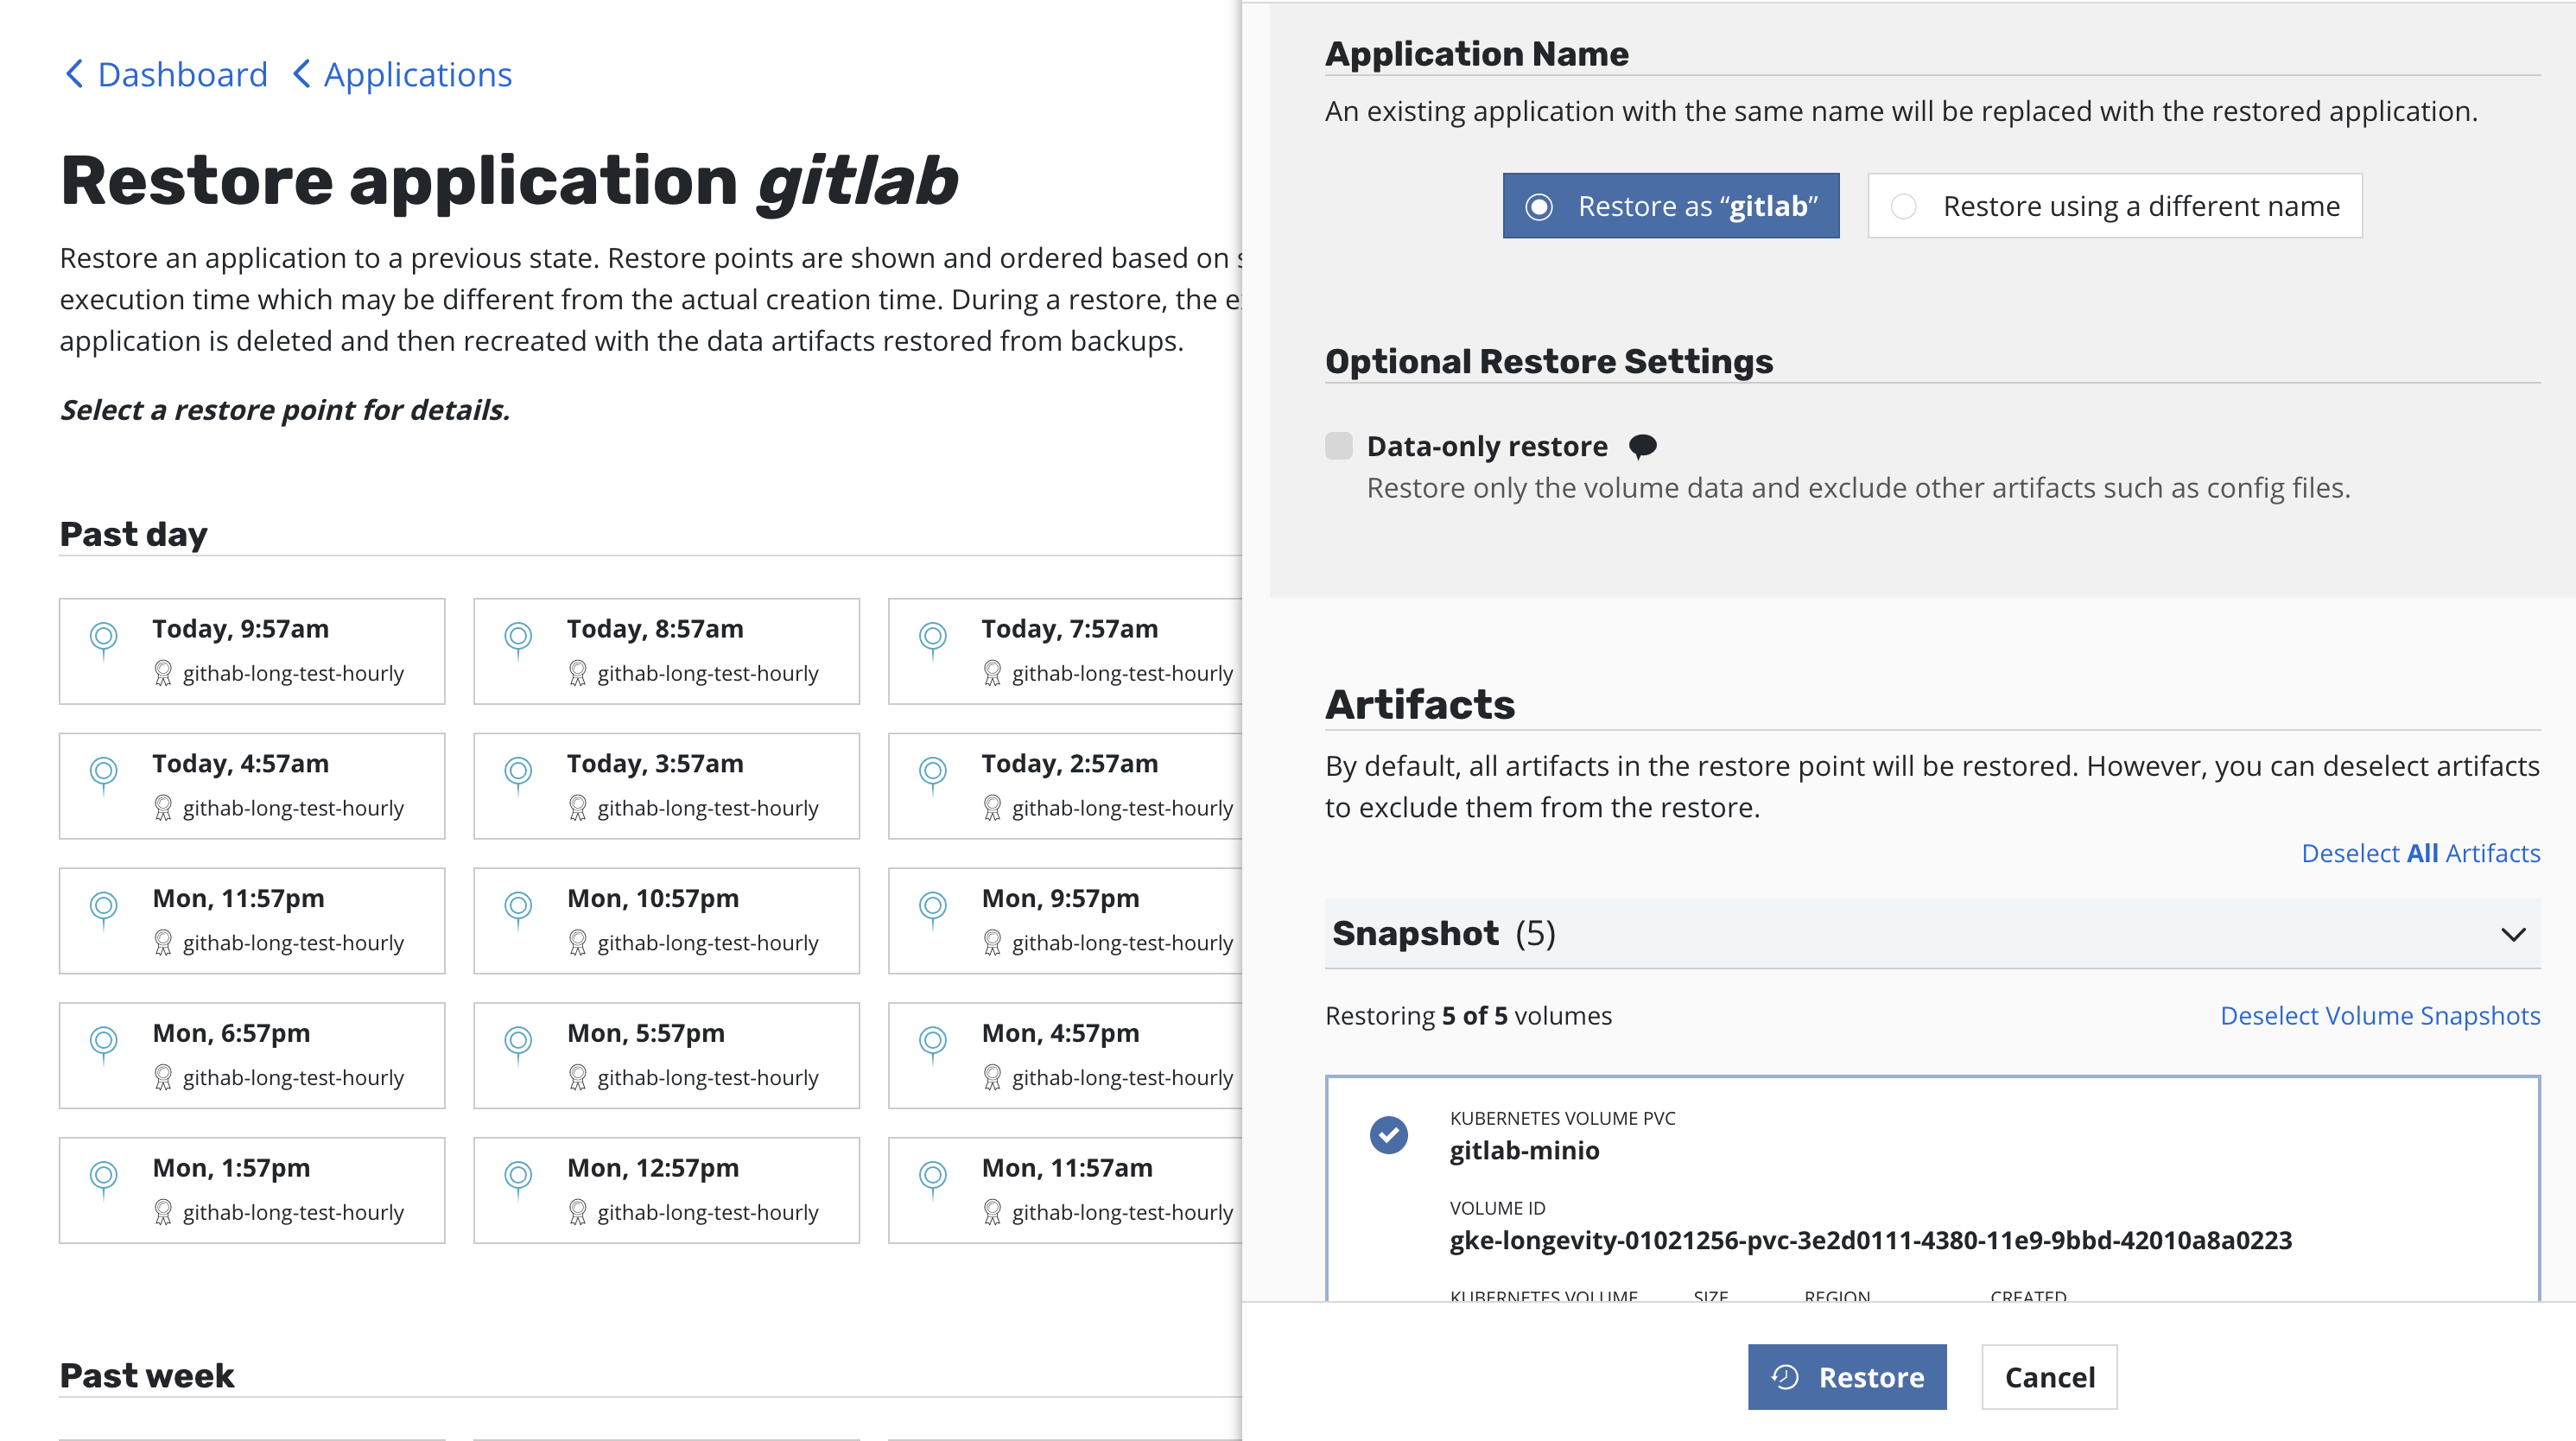 Dashboard Applications
Restore application gitlab
Restore an application to a previous state. Restore points are shown and ordered based on
execution time which may be different from the actual creation time. During a restore, the
application is deleted and then recreated with the data artifacts restored from backups.
Select a restore point for details.
Past day
Today, 9:57am
githab-long-test-hourly
Today, 8:57am
githab-long-test-hourly
Today, 7:57am
githab-long-test-hourly
Today, 4:57am
githab-long-test-hourly
Today, 3:57am
githab-long-test-hourly
Today, 2:57am
githab-long-test-hourly
Mon, 11:57pm
githab-long-test-hourly
Mon, 10:57pm
githab-long-test-hourly
Mon, 9:57pm
githab-long-test-hourly
Mon, 6:57pm
githab-long-test-hourly
Mon, 5:57pm
githab-long-test-hourly
Mon, 4:57pm
githab-long-test-hourly
Mon, 1:57pm
githab-long-test-hourly
Mon, 12:57pm
githab-long-test-hourly
Mon, 11:57am
githab-long-test-hourly
Past week
Application Name
An existing application with the same name will be replaced with the restored application.
Restore as “gitlab”
Restore using a different name
Optional Restore Settings
Data-only restore
Restore only the volume data and exclude other artifacts such as config files.
Artifacts
By default, all artifacts in the restore point will be restored. However, you can deselect artifacts
to exclude them from the restore.
Deselect All Artifacts
Snapshot (5)
Restoring 5 of 5 volumes
Deselect Volume Snapshots
KUBERNETES VOLUME PVC
gitlab-minio
VOLUME ID
gke-longevity-01021256-pvc-3e2d0111-4380-11e9-9bbd-42010a8a0223
KUBERNETES VOLUME SIZE REGION CREATED
Restore
Cancel